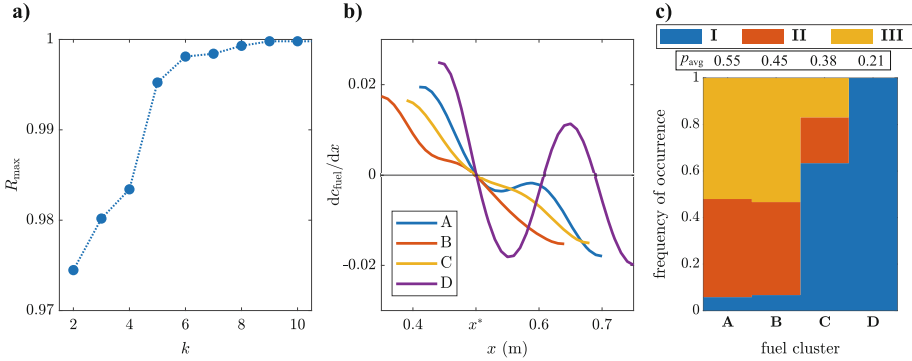 a)
1
0.99
0.98
0.97
R_max
2
4
6
8
10
k
b)
0.02
0
-0.02
dc_fuel/dx
A
B
C
D
0.4
x*
0.6
0.7
x (m)
c)
I II III
p_avg 0.55 0.45 0.38 0.21
1
0.8
0.6
0.4
0.2
0
frequency of occurrence
A B C D
fuel cluster